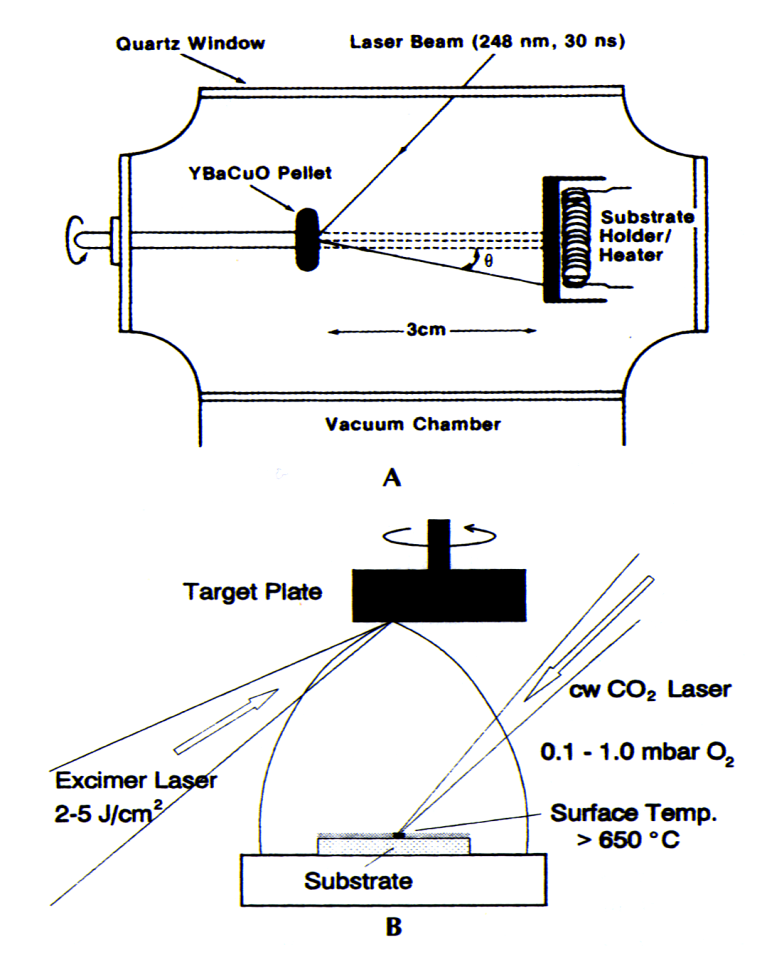 Quartz Window
Laser Beam (248 nm, 30 ns)
YBaCuO Pellet
Substrate
Holder/
Heater
θ
3cm
Vacuum Chamber
A
Target Plate
cw CO₂ Laser
0.1 - 1.0 mbar O₂
Excimer Laser
2-5 J/cm²
Surface Temp.
> 650 °C
Substrate
B